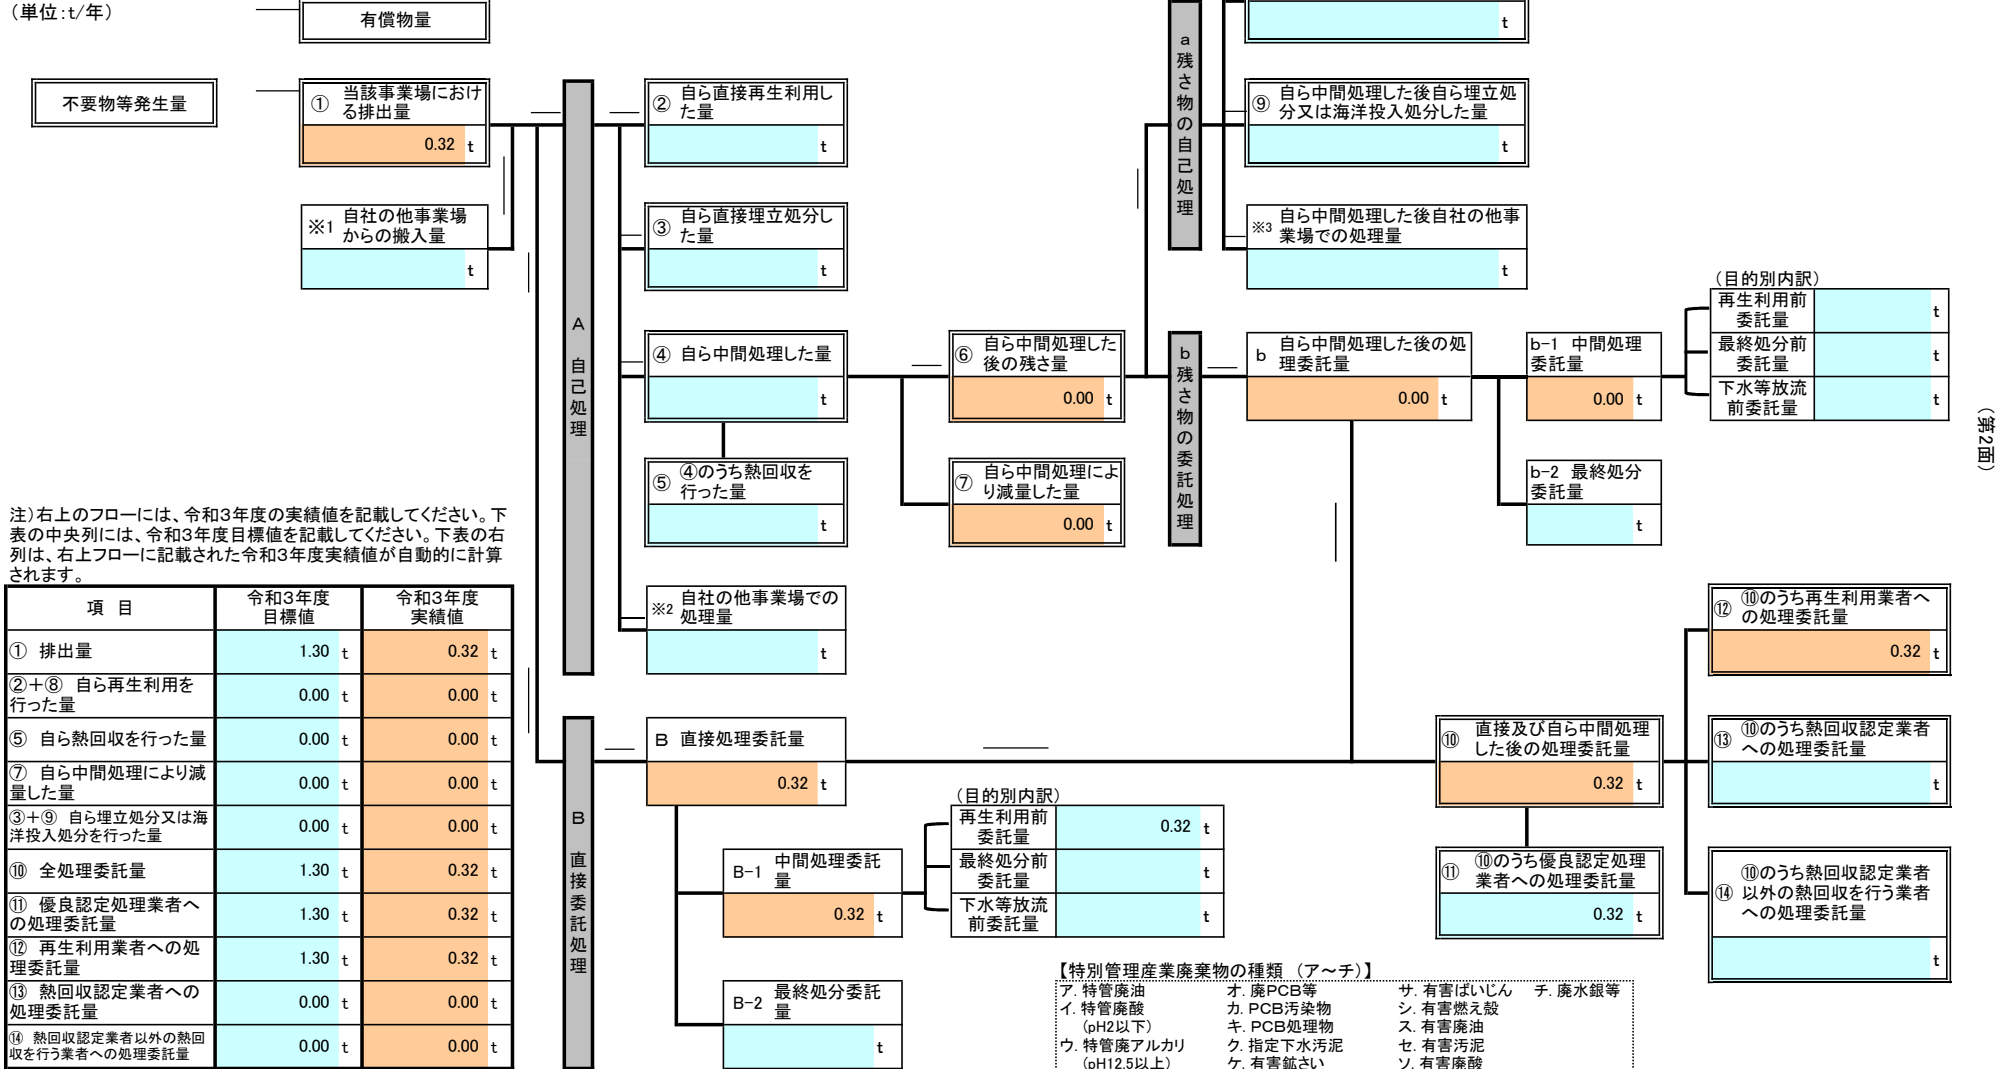 (単位:t/年)
有償物量
t
不要物等発生量
① 当該事業場におけ
る排出量
0.32 t
※1 自社の他事業場
からの搬入量
t
A 自己処理
② 自ら直接再生利用し
た量
t
③ 自ら直接埋立処分し
た量
t
④ 自ら中間処理した量
t
⑤ ④のうち熱回収を
行った量
t
※2 自社の他事業場での
処理量
t
⑥ 自ら中間処理した
後の残さ量
0.00 t
⑦ 自ら中間処理によ
り減量した量
0.00 t
a 残さ物の自己処理
⑨ 自ら中間処理した後自ら埋立処
分又は海洋投入処分した量
t
※3 自ら中間処理した後自社の他事
業場での処理量
t
b 残さ物の委託処理
b 自ら中間処理した後の処
理委託量
0.00 t
b-1 中間処理
委託量
0.00 t
b-2 最終処分
委託量
t
(目的別内訳)
再生利用前
委託量 t
最終処分前
委託量 t
下水等放流
前委託量 t
(第2面)
注)右上のフローには、令和3年度の実績値を記載してください。下
表の中央列には、令和3年度目標値を記載してください。下表の右
列は、右上フローに記載された令和3年度実績値が自動的に計算
されます。
項 目 令和3年度
目標値 令和3年度
実績値
① 排出量 1.30 t 0.32 t
②+⑧ 自ら再生利用を
行った量 0.00 t 0.00 t
⑤ 自ら熱回収を行った量 0.00 t 0.00 t
⑦ 自ら中間処理により減
量した量 0.00 t 0.00 t
③+⑨ 自ら埋立処分又は海
洋投入処分を行った量 0.00 t 0.00 t
⑩ 全処理委託量 1.30 t 0.32 t
⑪ 優良認定処理業者へ
の処理委託量 1.30 t 0.32 t
⑫ 再生利用業者への処
理委託量 1.30 t 0.32 t
⑬ 熱回収認定業者への
処理委託量 0.00 t 0.00 t
⑭ 熱回収認定業者以外の熱回
収を行う業者への処理委託量 0.00 t 0.00 t
B 直接委託処理
B 直接処理委託量
0.32 t
B-1 中間処理委託
量
0.32 t
B-2 最終処分委託
量
t
(目的別内訳)
再生利用前
委託量 0.32 t
最終処分前
委託量 t
下水等放流
前委託量 t
⑩ 直接及び自ら中間処理
した後の処理委託量
0.32 t
⑪ ⑩のうち優良認定処理
業者への処理委託量
0.32 t
⑫ ⑩のうち再生利用業者へ
の処理委託量
0.32 t
⑬ ⑩のうち熱回収認定業者
への処理委託量
t
⑭ ⑩のうち熱回収認定業者
以外の熱回収を行う業者
への処理委託量
t
【特別管理産業廃棄物の種類 (ア~チ)】
ア. 特管廃油 オ. 廃PCB等 サ. 有害ばいじん チ. 廃水銀等
イ. 特管廃酸 カ. PCB汚染物 シ. 有害燃え殻
(pH2以下) キ. PCB処理物 ス. 有害廃油
ウ. 特管廃アルカリ ク. 指定下水汚泥 セ. 有害汚泥
(pH12.5以上) ケ. 有害鉱さい ソ. 有害廃酸